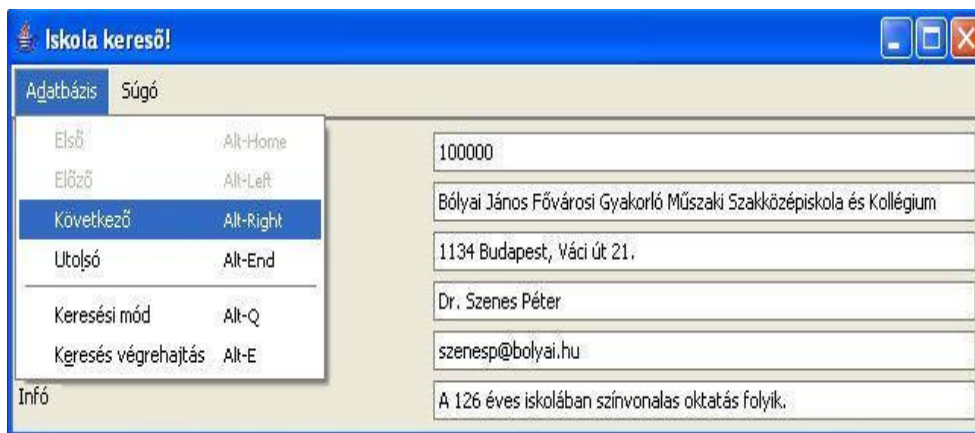 Iskola kereső!
Adatbázis Súgó
Első Alt-Home
Előző Alt-Left
Következő Alt-Right
Utolsó Alt-End
Keresési mód Alt-Q
Keresés végrehajtás Alt-E
Infó
100000
Bólyai János Fővárosi Gyakorló Műszaki Szakközépiskola és Kollégium
1134 Budapest, Váci út 21.
Dr. Szenes Péter
szenesp@bolyai.hu
A 126 éves iskolában színvonalas oktatás folyik.